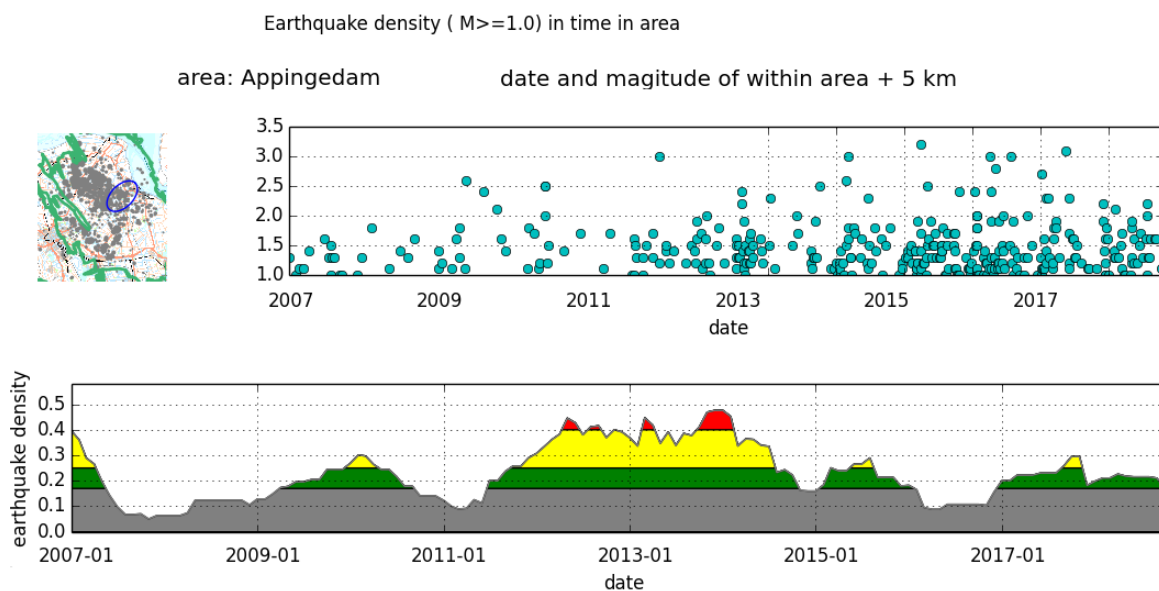 Earthquake density ( M>=1.0) in time in area
area: Appingedam
date and magitude of within area + 5 km
3.5
3.0
2.5
2.0
1.5
1.0
2007 2009 2011 2013 2015 2017
date
earthquake density
0.5
0.4
0.3
0.2
0.1
0.0
2007-01 2009-01 2011-01 2013-01 2015-01 2017-01
date